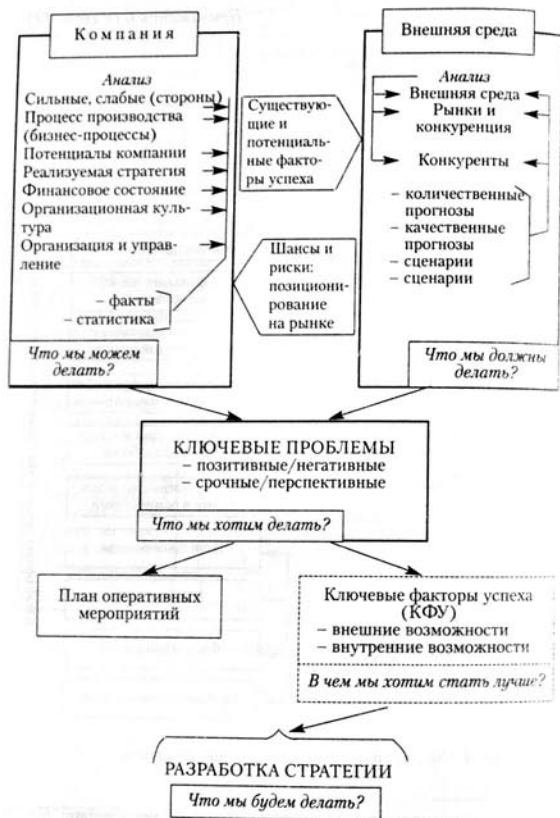 Компания
Анализ
Сильные, слабые (стороны)
Процесс производства
(бизнес-процессы)
Потенциалы компании
Реализуемая стратегия
Финансовое состояние
Организационная куль-
тура
Организация и управ-
ление
– факты
– статистика
Что мы можем
делать?
Существую-
щие и
потенциаль-
ные факто-
ры успеха
Шансы и
риски:
позициони-
рование
на рынке
Внешняя среда
Анализ
Внешняя среда
Рынки и
конкуренция
Конкуренты
– количественные
прогнозы
– качественные
прогнозы
– сценарии
– сценарии
Что мы должны
делать?
КЛЮЧЕВЫЕ ПРОБЛЕМЫ
– позитивные/негативные
– срочные/перспективные
Что мы хотим делать?
План оперативных
мероприятий
Ключевые факторы успеха
(КФУ)
– внешние возможности
– внутренние возможности
В чем мы хотим стать лучше?
РАЗРАБОТКА СТРАТЕГИИ
Что мы будем делать?